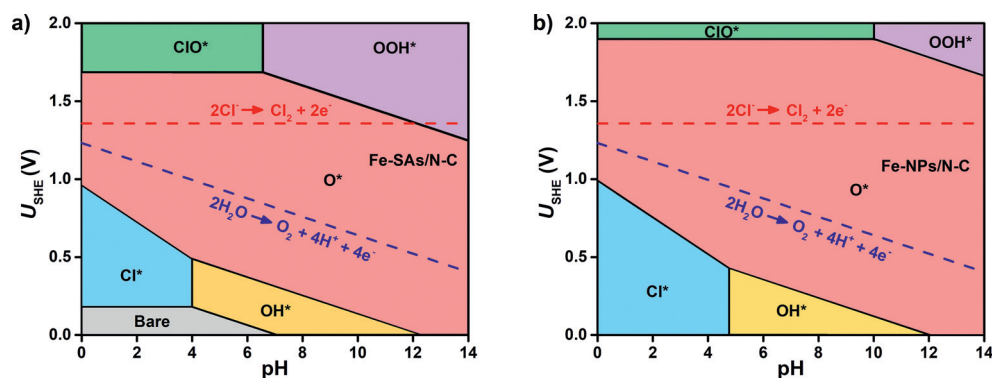 a)
U_SHE (V)
2.0
1.5
1.0
0.5
0.0
ClO*
OOH*
2Cl⁻ → Cl₂ + 2e⁻
Fe-SAs/N-C
O*
2H₂O → O₂ + 4H⁺ + 4e⁻
Cl*
OH*
Bare
0 2 4 6 8 10 12 14
pH
b)
U_SHE (V)
2.0
1.5
1.0
0.5
0.0
ClO*
OOH*
2Cl⁻ → Cl₂ + 2e⁻
Fe-NPs/N-C
O*
2H₂O → O₂ + 4H⁺ + 4e⁻
Cl*
OH*
0 2 4 6 8 10 12 14
pH